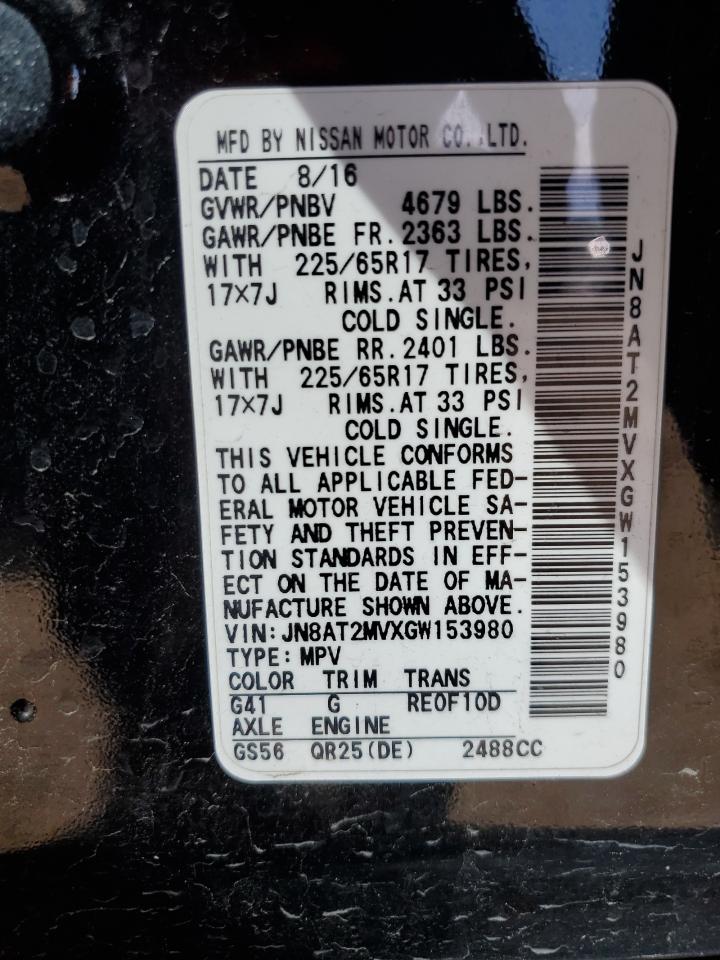 MFD BY NISSAN MOTOR CO.,LTD.
DATE 8/16
GVWR/PNBV 4679 LBS.
GAWR/PNBE FR. 2363 LBS.
WITH 225/65R17 TIRES,
17×7J RIMS. AT 33 PSI
COLD SINGLE.
GAWR/PNBE RR. 2401 LBS.
WITH 225/65R17 TIRES,
17×7J RIMS. AT 33 PSI
COLD SINGLE.
THIS VEHICLE CONFORMS
TO ALL APPLICABLE FED-
ERAL MOTOR VEHICLE SA-
FETY AND THEFT PREVEN-
TION STANDARDS IN EFF-
ECT ON THE DATE OF MA-
NUFACTURE SHOWN ABOVE.
VIN: JN8AT2MVXGW153980
TYPE: MPV
COLOR TRIM TRANS
G41 G RE0F10D
AXLE ENGINE
GS56 QR25(DE) 2488CC
JN8AT2MVXGW153980